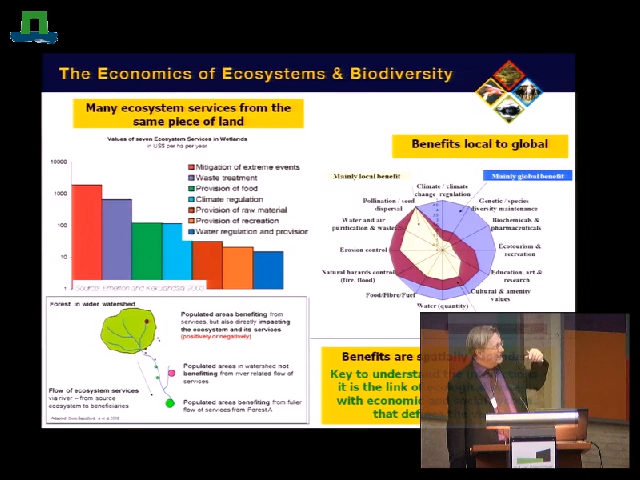 The Economics of Ecosystems & Biodiversity
Many ecosystem services from the
same piece of land
Values of seven Ecosystem Services in Wetlands
in US$ per ha per year
10000
1000
100
10
1
Mitigation of extreme events
Waste treatment
Provision of food
Climate regulation
Provision of raw material
Provision of recreation
Water regulation and provision
Benefits local to global
Mainly local benefit
Mainly global benefit
Climate / climate
change regulation
Genetic / species
diversity maintenance
Biochemicals &
pharmaceuticals
Ecotourism &
recreation
Education, art &
research
Cultural & amenity
values
Water (quantity)
Food/Fibre/Fuel
Natural hazards control
(fire, flood)
Erosion control
Water and air
purification & waste
Pollination / seed
dispersal
Forest in wider watershed
Populated areas benefiting from
services, but also directly impacting
the ecosystem and its services
(positively or negatively)
Populated areas in watershed not
benefiting from river related flow of
services
Populated areas benefiting from fuller
flow of services from Forest A
Flow of ecosystem services
via river – from source
ecosystem to beneficiaries
Benefits are
Key to understand
it is the link of
with economic
that